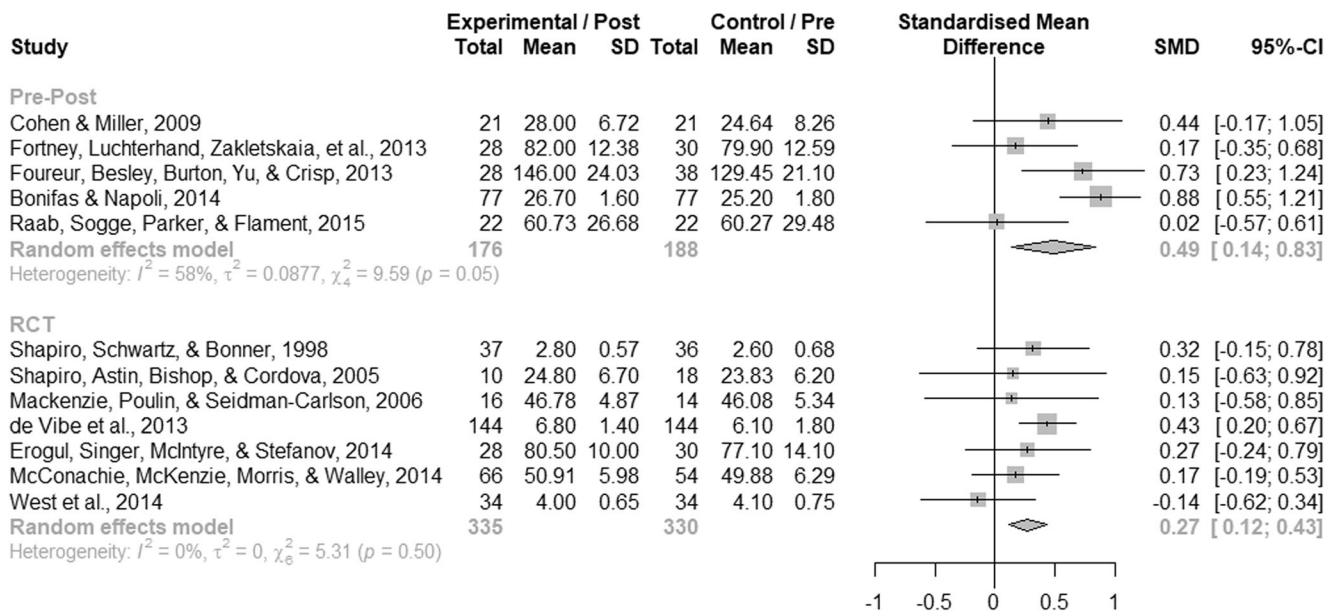 Experimental / Post Control / Pre Standardised Mean
Study Total Mean SD Total Mean SD Difference SMD 95%-CI
Pre-Post
Cohen & Miller, 2009 21 28.00 6.72 21 24.64 8.26 0.44 [-0.17; 1.05]
Fortney, Luchterhand, Zakletskaia, et al., 2013 28 82.00 12.38 30 79.90 12.59 0.17 [-0.35; 0.68]
Foureur, Besley, Burton, Yu, & Crisp, 2013 28 146.00 24.03 38 129.45 21.10 0.73 [ 0.23; 1.24]
Bonifas & Napoli, 2014 77 26.70 1.60 77 25.20 1.80 0.88 [ 0.55; 1.21]
Raab, Sogge, Parker, & Flament, 2015 22 60.73 26.68 22 60.27 29.48 0.02 [-0.57; 0.61]
Random effects model 176 188 0.49 [ 0.14; 0.83]
Heterogeneity: I² = 58%, τ² = 0.0877, χ²₄ = 9.59 (p = 0.05)
RCT
Shapiro, Schwartz, & Bonner, 1998 37 2.80 0.57 36 2.60 0.68 0.32 [-0.15; 0.78]
Shapiro, Astin, Bishop, & Cordova, 2005 10 24.80 6.70 18 23.83 6.20 0.15 [-0.63; 0.92]
Mackenzie, Poulin, & Seidman-Carlson, 2006 16 46.78 4.87 14 46.08 5.34 0.13 [-0.58; 0.85]
de Vibe et al., 2013 144 6.80 1.40 144 6.10 1.80 0.43 [ 0.20; 0.67]
Erogul, Singer, McIntyre, & Stefanov, 2014 28 80.50 10.00 30 77.10 14.10 0.27 [-0.24; 0.79]
McConachie, McKenzie, Morris, & Walley, 2014 66 50.91 5.98 54 49.88 6.29 0.17 [-0.19; 0.53]
West et al., 2014 34 4.00 0.65 34 4.10 0.75 -0.14 [-0.62; 0.34]
Random effects model 335 330 0.27 [ 0.12; 0.43]
Heterogeneity: I² = 0%, τ² = 0, χ²₆ = 5.31 (p = 0.50)
-1 -0.5 0 0.5 1